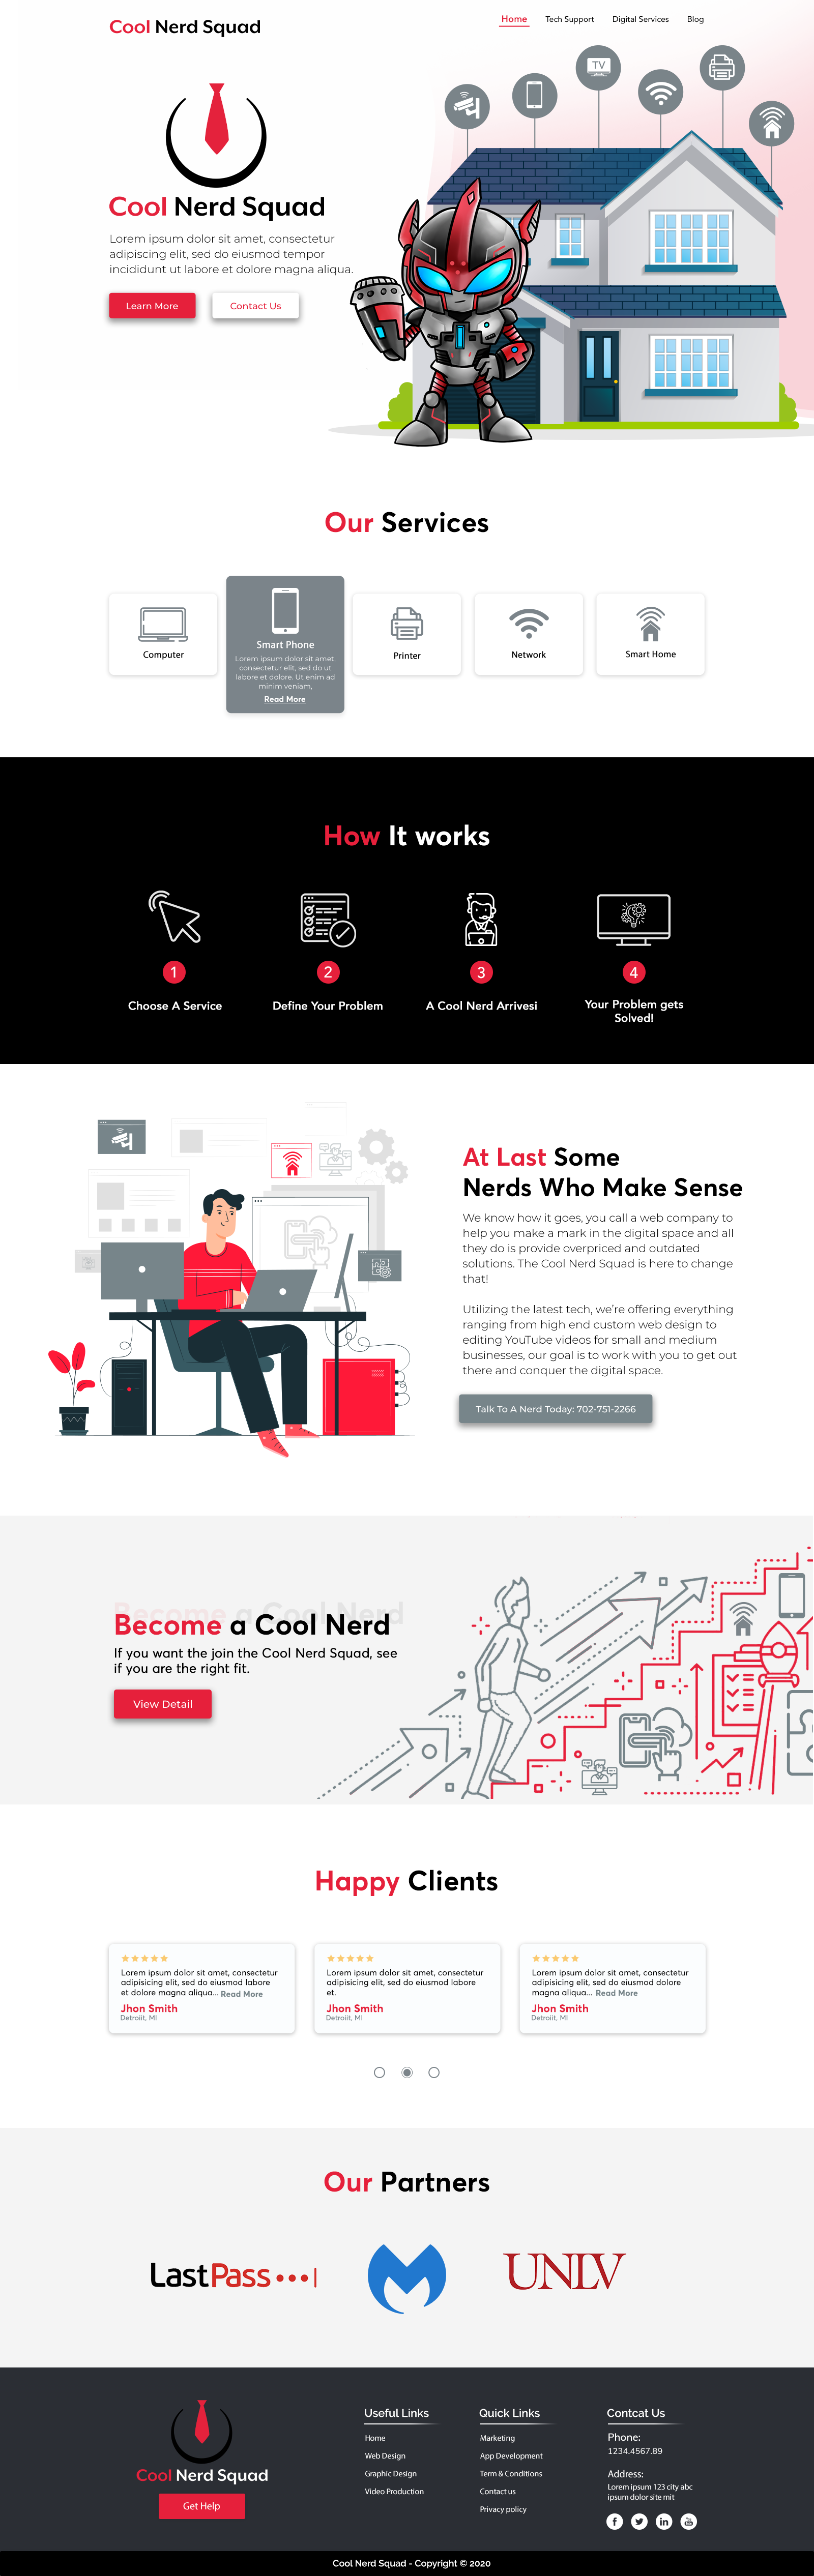 Cool Nerd Squad
Home
Tech Support
Digital Services
Blog
TV
Cool Nerd Squad
Lorem ipsum dolor sit amet, consectetur
adipiscing elit, sed do eiusmod tempor
incididunt ut labore et dolore magna aliqua.
Learn More
Contact Us
Our Services
Computer
Smart Phone
Lorem ipsum dolor sit amet,
consectetur elit, sed do ut
labore et dolore. Ut enim ad
minim veniam,
Read More
Printer
Network
Smart Home
How It works
1
2
3
4
Choose A Service
Define Your Problem
A Cool Nerd Arrivesi
Your Problem gets
Solved!
At Last Some
Nerds Who Make Sense
We know how it goes, you call a web company to
help you make a mark in the digital space and all
they do is provide overpriced and outdated
solutions. The Cool Nerd Squad is here to change
that!
Utilizing the latest tech, we're offering everything
ranging from high end custom web design to
editing YouTube videos for small and medium
businesses, our goal is to work with you to get out
there and conquer the digital space.
Talk To A Nerd Today: 702-751-2266
Become a Cool Nerd
Become a Cool Nerd
If you want the join the Cool Nerd Squad, see
if you are the right fit.
View Detail
Happy Clients
Lorem ipsum dolor sit amet, consectetur
adipisicing elit, sed do eiusmod labore
et dolore magna aliqua... Read More
Jhon Smith
Detroiit, MI
Lorem ipsum dolor sit amet, consectetur
adipisicing elit, sed do eiusmod labore
et.
Jhon Smith
Detroiit, MI
Lorem ipsum dolor sit amet, consectetur
adipisicing elit, sed do eiusmod dolore
magna aliqua... Read More
Jhon Smith
Detroiit, MI
Our Partners
LastPass
UNLV
Cool Nerd Squad
Get Help
Useful Links
Home
Web Design
Graphic Design
Video Production
Quick Links
Marketing
App Development
Term & Conditions
Contact us
Privacy policy
Contcat Us
Phone:
1234.4567.89
Address:
Lorem ipsum 123 city abc
ipsum dolor site mit
Cool Nerd Squad - Copyright © 2020